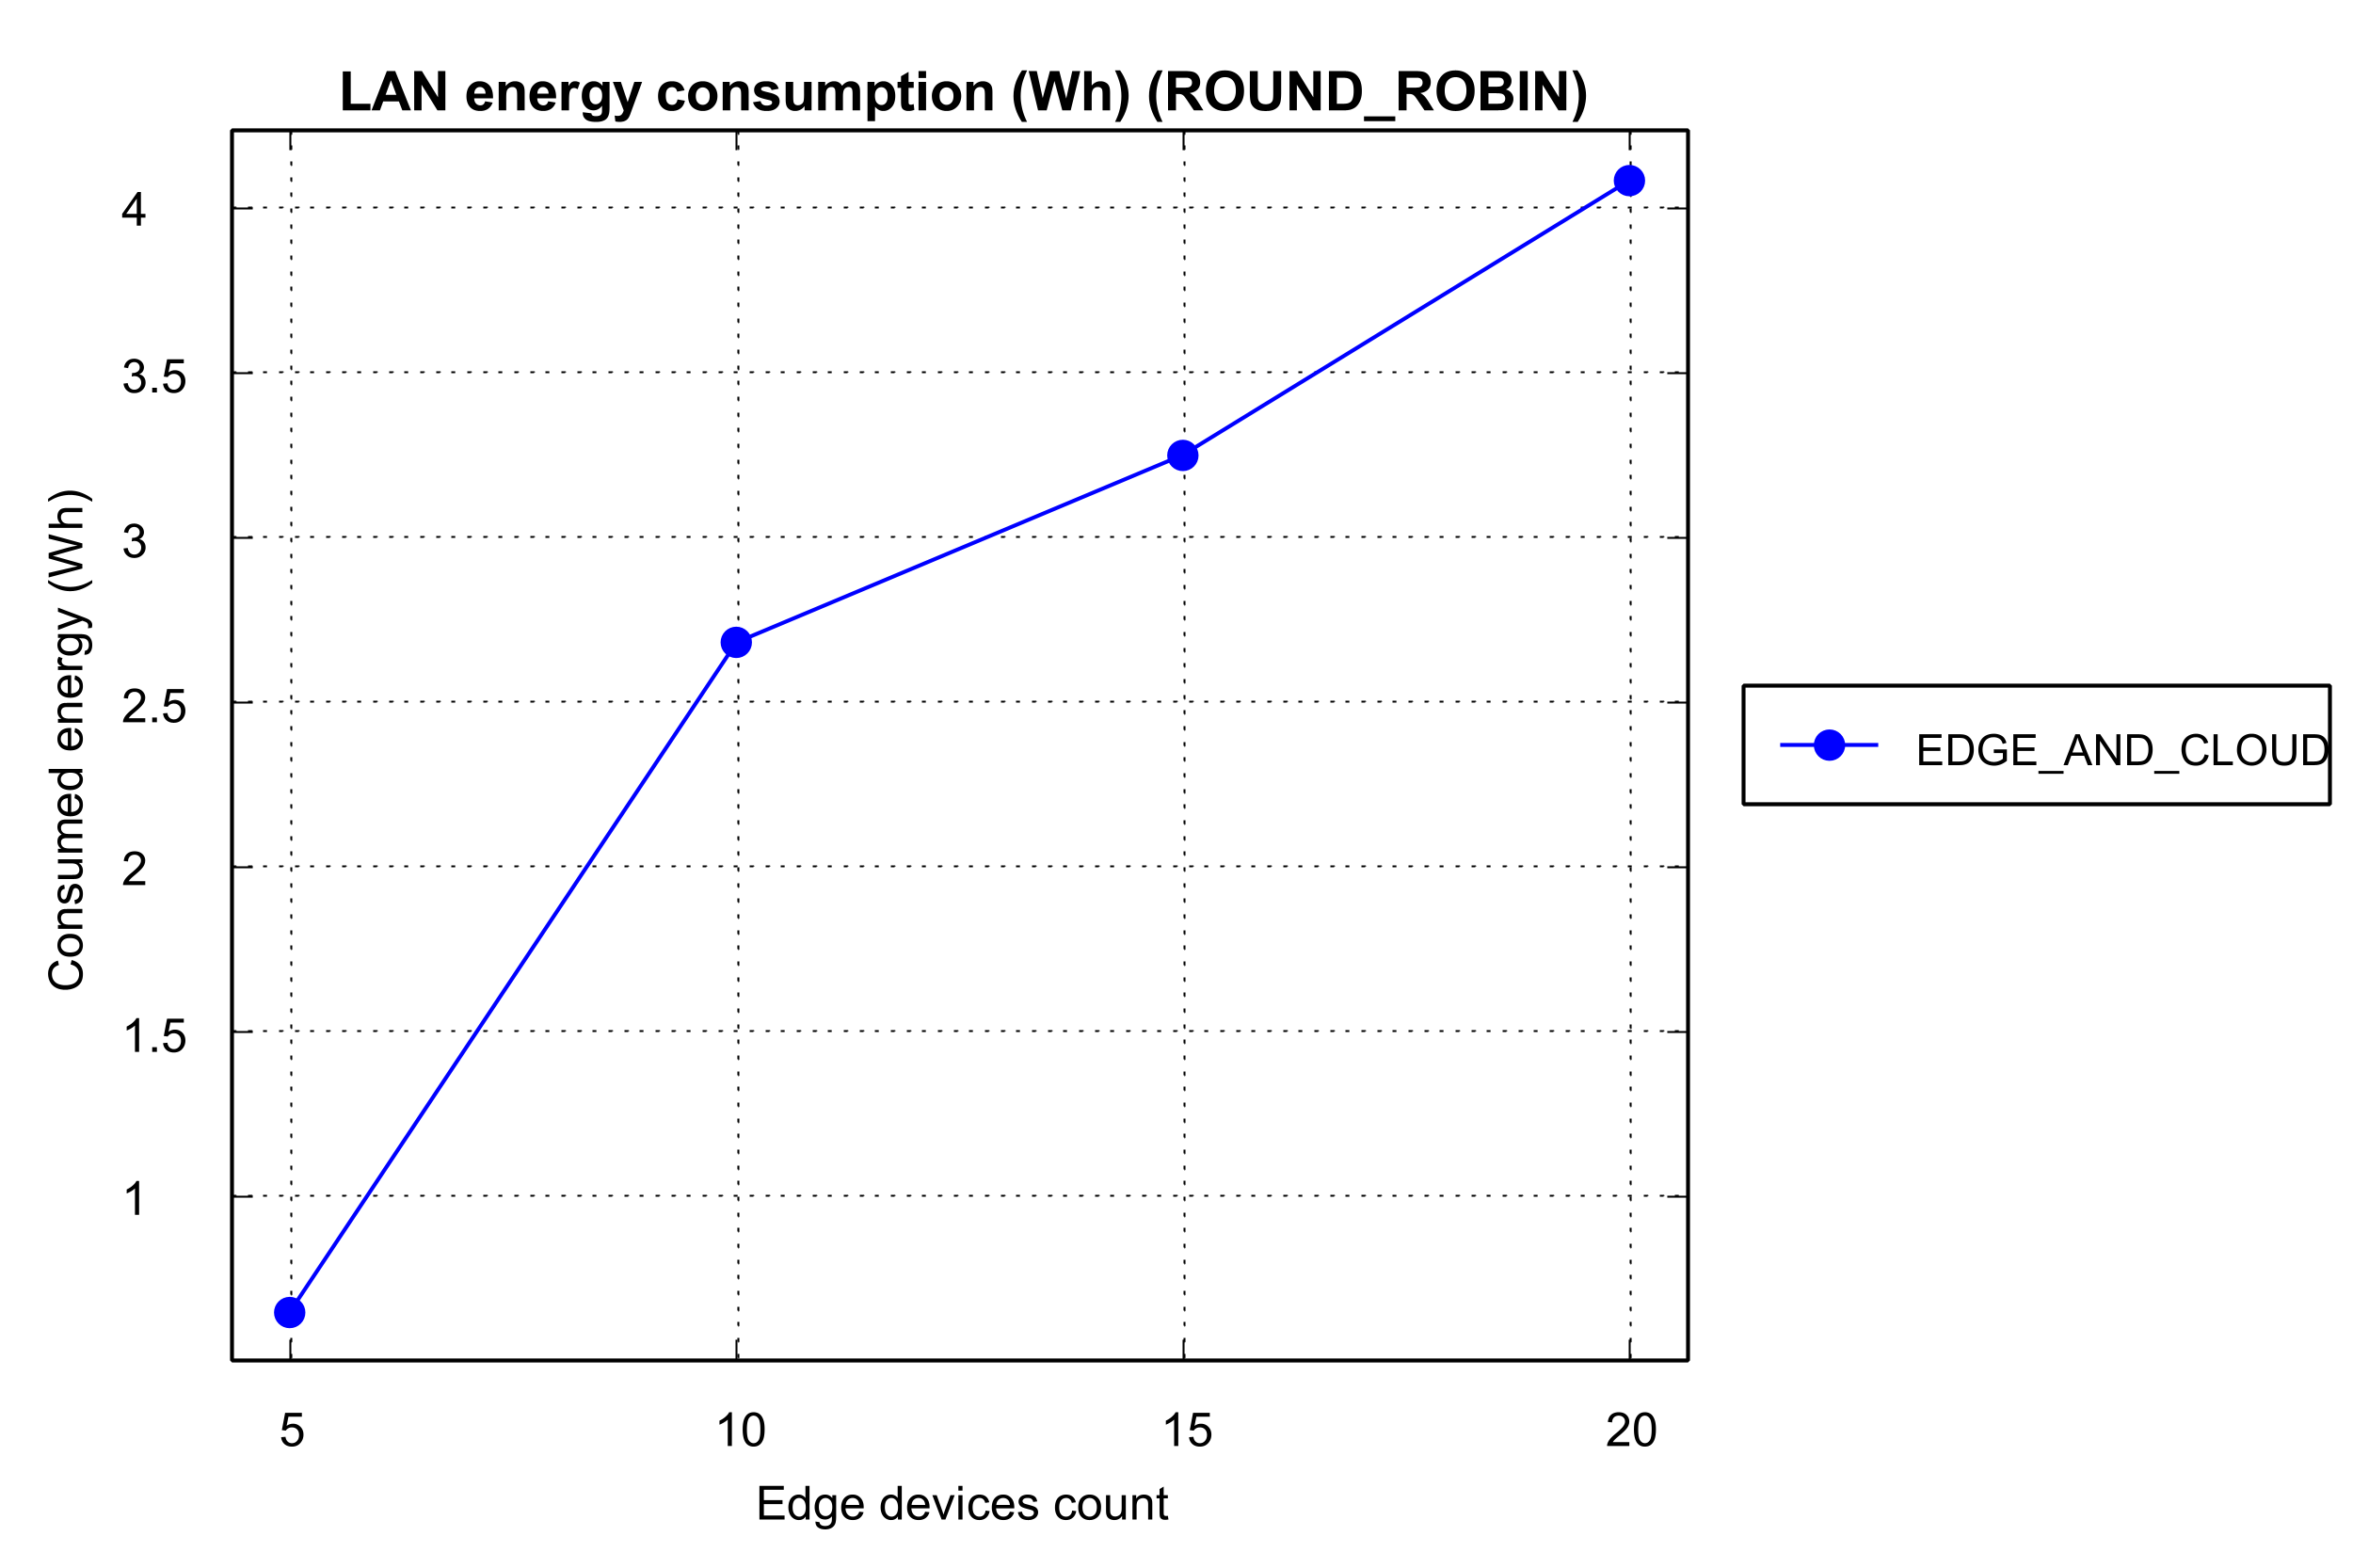 LAN energy consumption (Wh) (ROUND_ROBIN)
4
3.5
3
2.5
2
1.5
1
Consumed energy (Wh)
5 10 15 20
Edge devices count
EDGE_AND_CLOUD